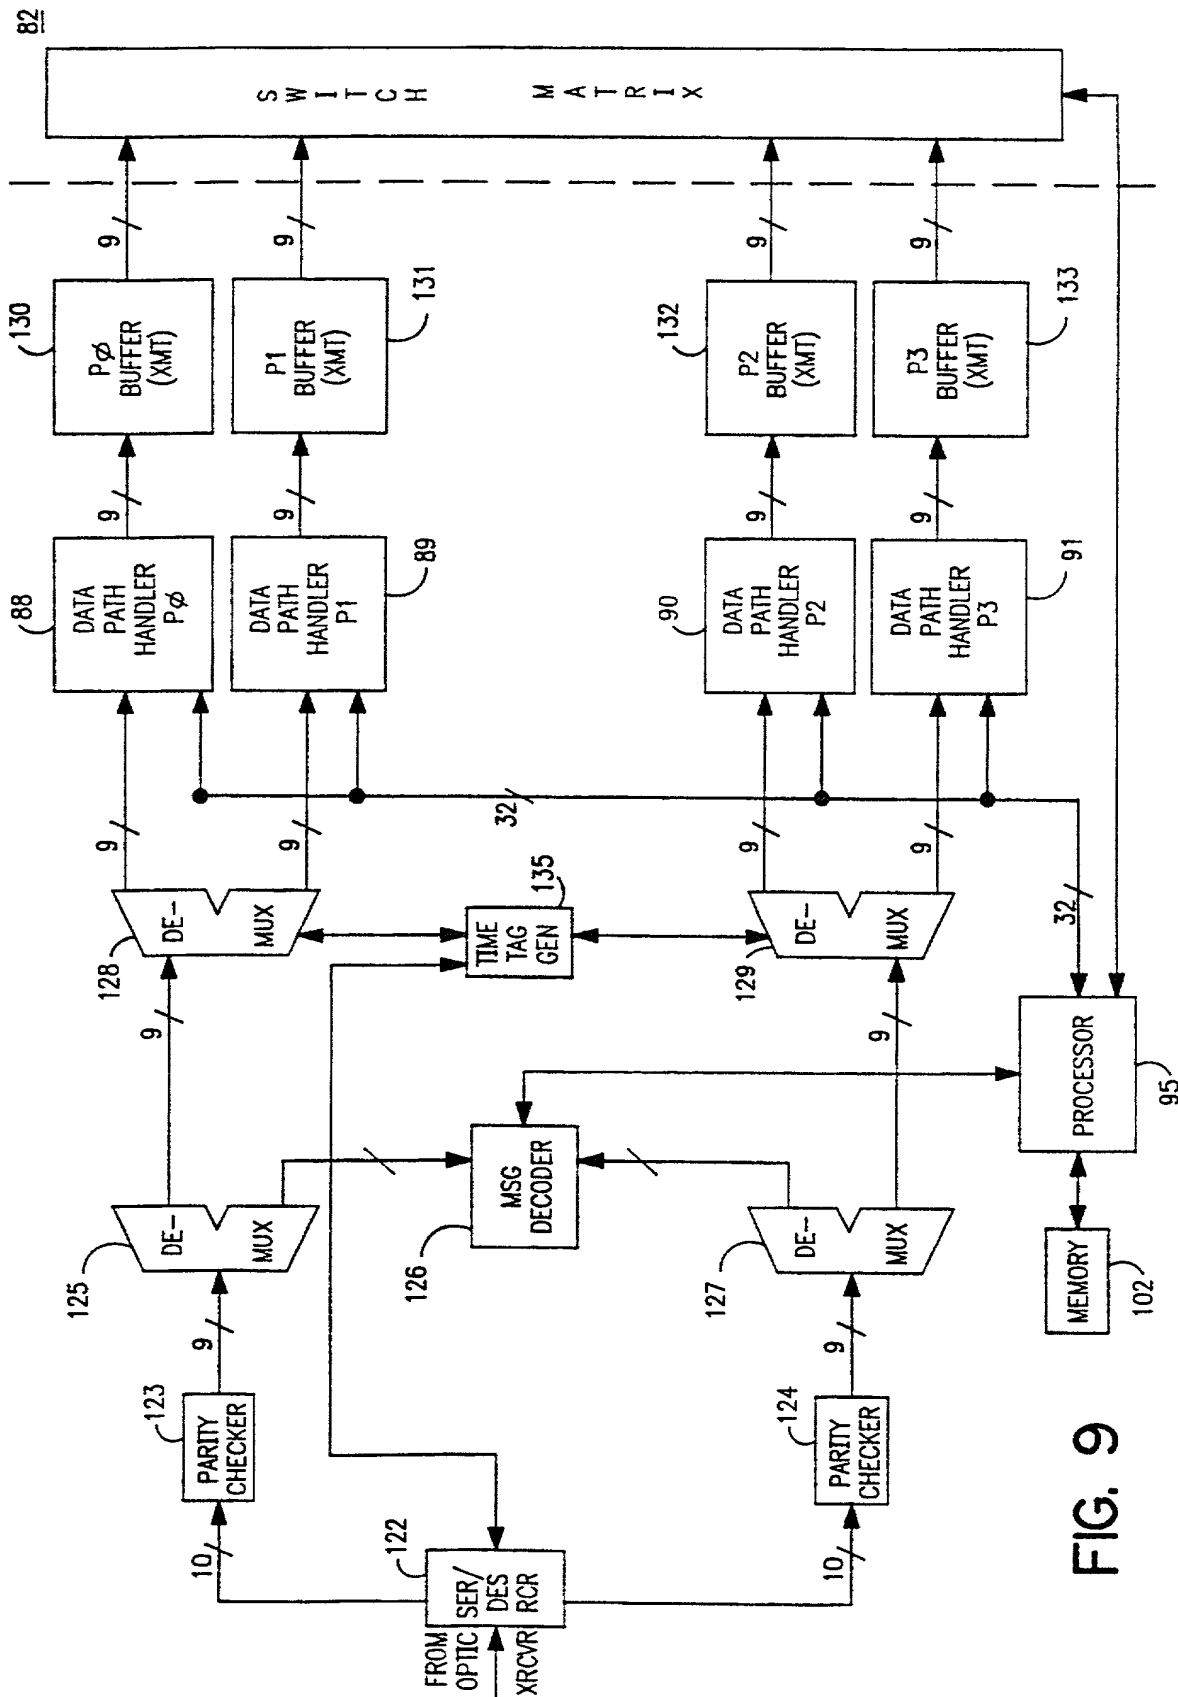 82
SWITCH MATRIX
9
9
9
9
130
PØ
BUFFER
(XMT)
P1
BUFFER
(XMT)
131
132
P2
BUFFER
(XMT)
P3
BUFFER
(XMT)
133
9
9
9
9
88
DATA
PATH
HANDLER
PØ
DATA
PATH
HANDLER
P1
89
90
DATA
PATH
HANDLER
P2
DATA
PATH
HANDLER
P3
91
9
9
32
9
9
128
DE-
MUX
TIME
TAG
GEN
135
129
DE-
MUX
32
9
9
125
DE-
MUX
MSG
DECODER
126
127
DE-
MUX
PROCESSOR
95
MEMORY
102
9
9
123
PARITY
CHECKER
124
PARITY
CHECKER
10
10
122
SER/
DES
RCR
FROM
OPTIC
XRCVR
FIG. 9